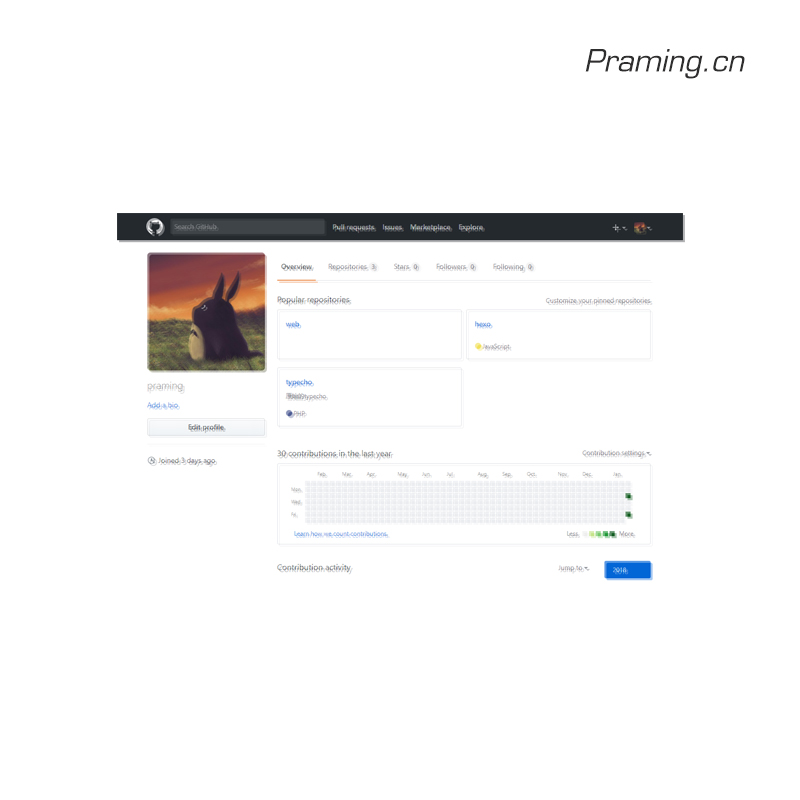 Praming.cn
Search GitHub
Pull requests Issues Marketplace Explore
Overview Repositories 3 Stars 0 Followers 0 Following 0
Popular repositories
Customize your pinned repositories
web
hexo
JavaScript
typecho
typecho
PHP
praming
Add a bio
Edit profile
Joined 3 days ago
30 contributions in the last year
Contribution settings
Feb Mar Apr May Jun Jul Aug Sep Oct Nov Dec Jan
Mon
Wed
Fri
Learn how we count contributions
Less More
Contribution activity
Jump to
2018